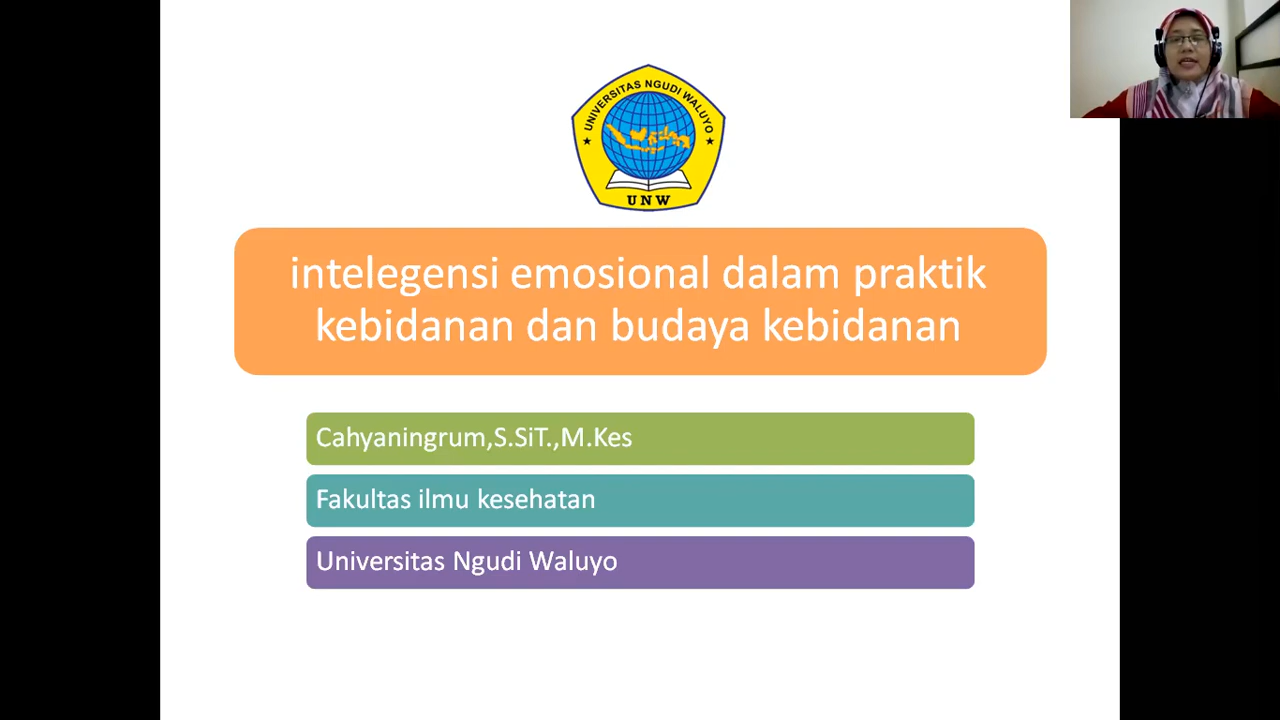 UNIVERSITAS NGUDI WALUYO
UNW
intelegensi emosional dalam praktik
kebidanan dan budaya kebidanan
Cahyaningrum,S.SiT.,M.Kes
Fakultas ilmu kesehatan
Universitas Ngudi Waluyo